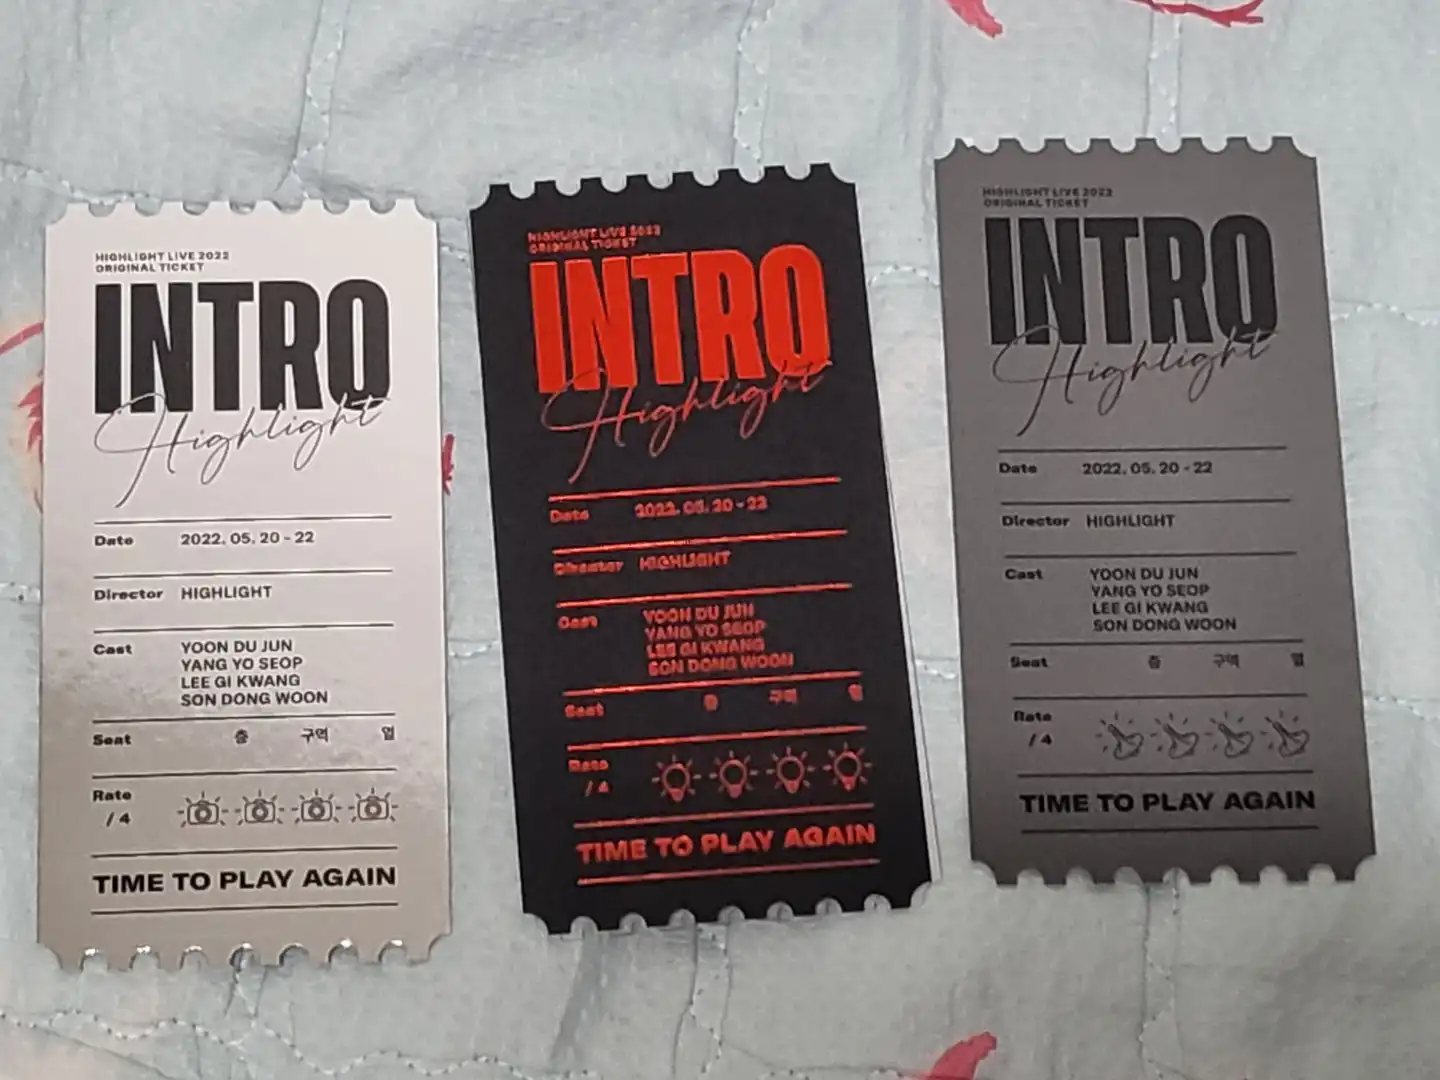 HIGHLIGHT LIVE 2022
ORIGINAL TICKET
INTRO
Highlight
Date 2022. 05. 20 - 22
Director HIGHLIGHT
Cast YOON DU JUN
YANG YO SEOP
LEE GI KWANG
SON DONG WOON
Seat 층 구역 열
Rate
/ 4
TIME TO PLAY AGAIN
HIGHLIGHT LIVE 2022
ORIGINAL TICKET
INTRO
Highlight
Date 2022. 05. 20 - 22
Director HIGHLIGHT
Cast YOON DU JUN
YANG YO SEOP
LEE GI KWANG
SON DONG WOON
Seat 층 구역 열
Rate
/ 4
TIME TO PLAY AGAIN
HIGHLIGHT LIVE 2022
ORIGINAL TICKET
INTRO
Highlight
Date 2022. 05. 20 - 22
Director HIGHLIGHT
Cast YOON DU JUN
YANG YO SEOP
LEE GI KWANG
SON DONG WOON
Seat 층 구역 열
Rate
/ 4
TIME TO PLAY AGAIN